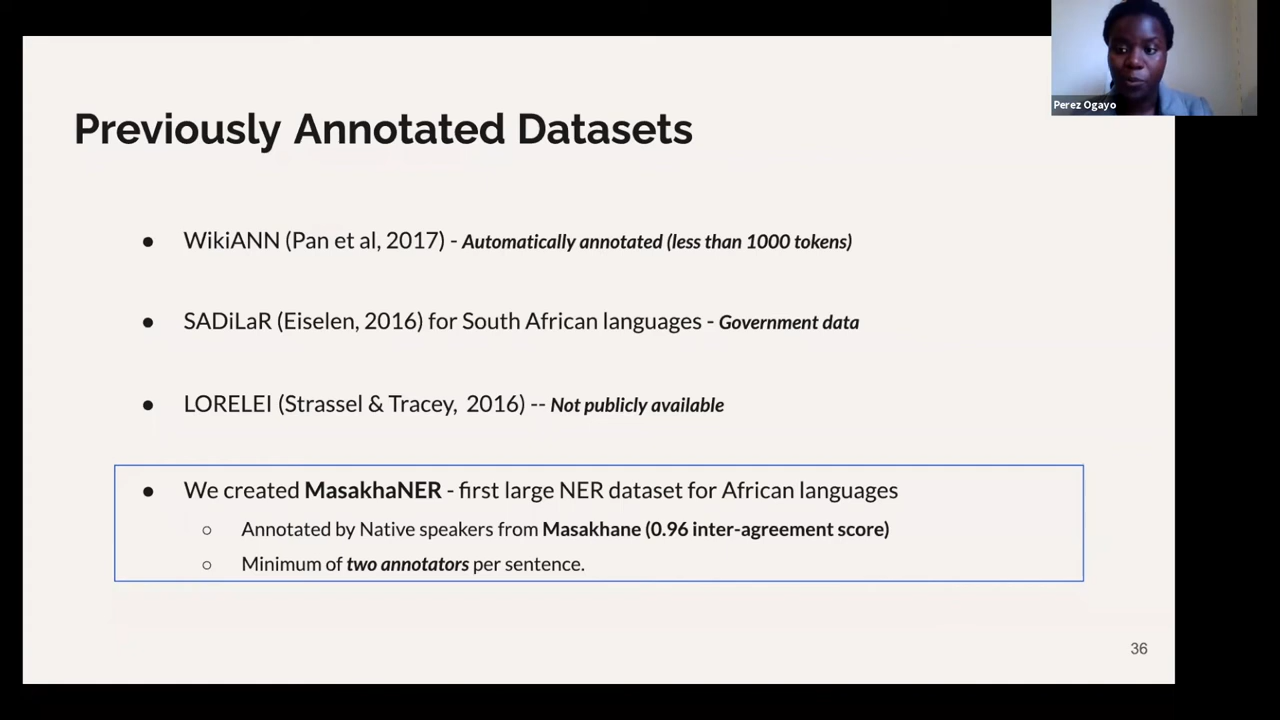 Perez Ogayo
Previously Annotated Datasets
● WikiANN (Pan et al, 2017) - Automatically annotated (less than 1000 tokens)
● SADiLaR (Eiselen, 2016) for South African languages - Government data
● LORELEI (Strassel & Tracey, 2016) -- Not publicly available
● We created MasakhaNER - first large NER dataset for African languages
○ Annotated by Native speakers from Masakhane (0.96 inter-agreement score)
○ Minimum of two annotators per sentence.
36